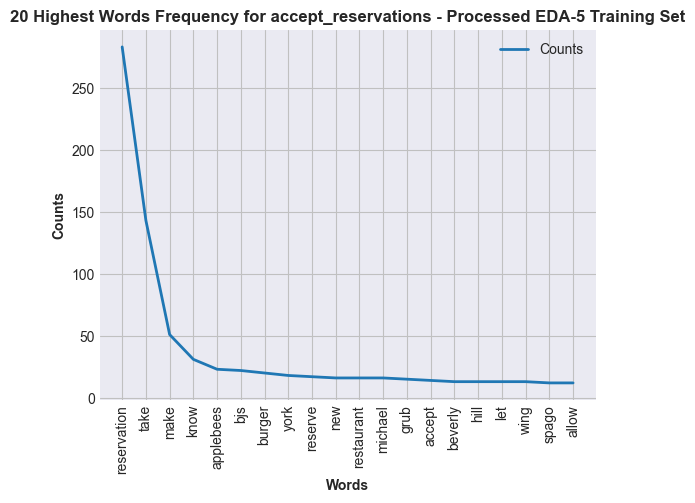 20 Highest Words Frequency for accept_reservations - Processed EDA-5 Training Set
Counts
Counts
250
200
150
100
50
0
reservation
take
make
know
applebees
bjs
burger
york
reserve
new
restaurant
michael
grub
accept
beverly
hill
let
wing
spago
allow
Words